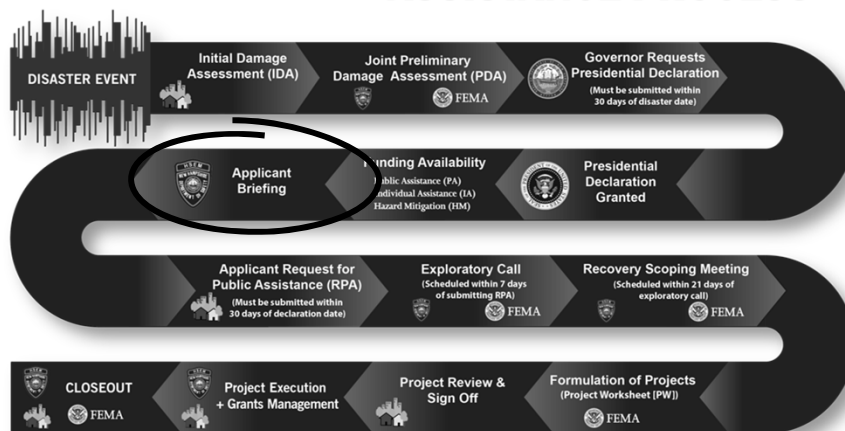 DISASTER EVENT
Initial Damage
Assessment (IDA)
Joint Preliminary
Damage Assessment (PDA)
FEMA
Governor Requests
Presidential Declaration
(Must be submitted within
30 days of disaster date)
Presidential
Declaration
Granted
Funding Availability
Public Assistance (PA)
Individual Assistance (IA)
Hazard Mitigation (HM)
HSEM
Applicant
Briefing
Applicant Request for
Public Assistance (RPA)
(Must be submitted within
30 days of declaration date)
Exploratory Call
(Scheduled within 7 days
of submitting RPA)
FEMA
Recovery Scoping Meeting
(Scheduled within 21 days of
exploratory call)
FEMA
Formulation of Projects
(Project Worksheet [PW])
FEMA
Project Review &
Sign Off
Project Execution
+ Grants Management
CLOSEOUT
FEMA